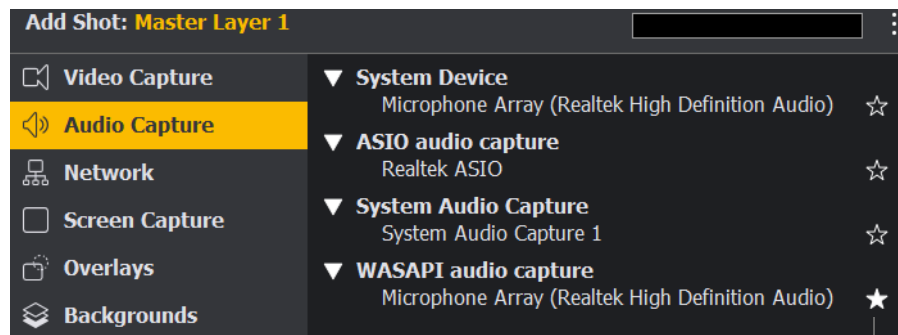 Add Shot: Master Layer 1
Video Capture
Audio Capture
Network
Screen Capture
Overlays
Backgrounds
System Device
Microphone Array (Realtek High Definition Audio)
ASIO audio capture
Realtek ASIO
System Audio Capture
System Audio Capture 1
WASAPI audio capture
Microphone Array (Realtek High Definition Audio)